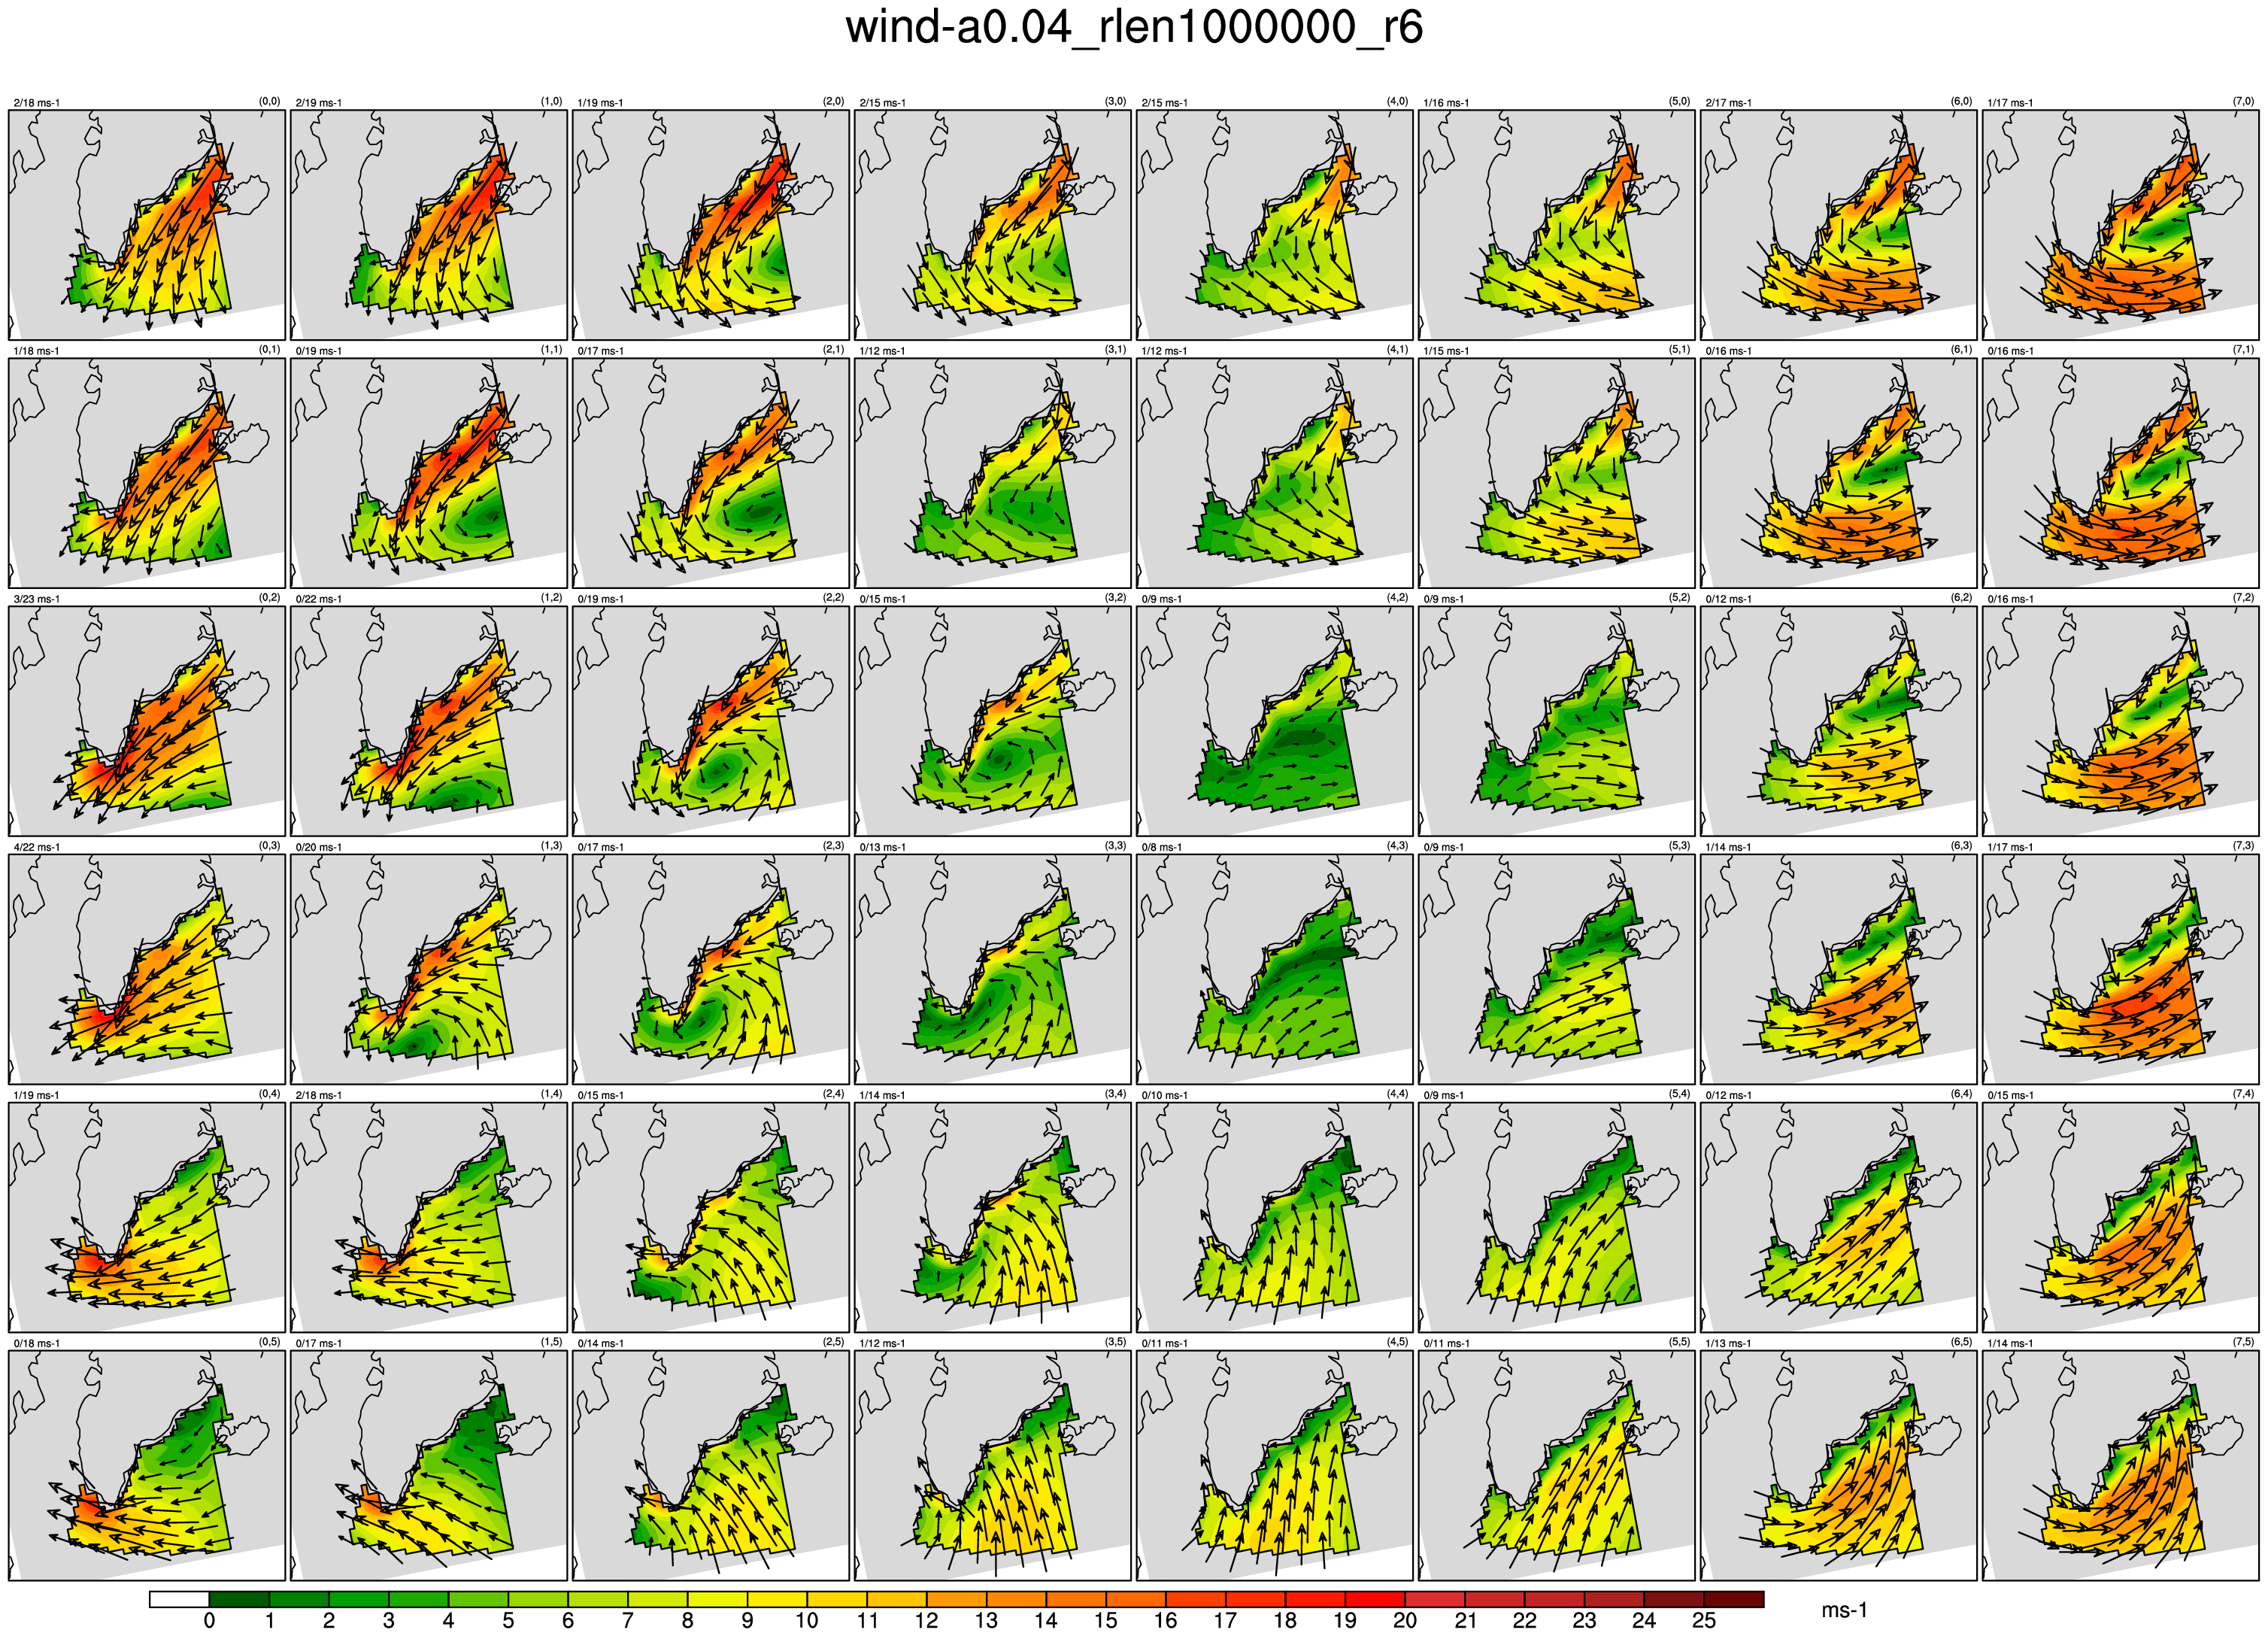 wind-a0.04_rlen1000000_r6
2/18 ms-1 (0,0) 2/19 ms-1 (1,0) 1/19 ms-1 (2,0) 2/15 ms-1 (3,0) 2/15 ms-1 (4,0) 1/16 ms-1 (5,0) 2/17 ms-1 (6,0) 1/17 ms-1 (7,0)
1/18 ms-1 (0,1) 0/19 ms-1 (1,1) 0/17 ms-1 (2,1) 1/12 ms-1 (3,1) 1/12 ms-1 (4,1) 1/15 ms-1 (5,1) 0/16 ms-1 (6,1) 0/16 ms-1 (7,1)
3/23 ms-1 (0,2) 0/22 ms-1 (1,2) 0/19 ms-1 (2,2) 0/15 ms-1 (3,2) 0/9 ms-1 (4,2) 0/9 ms-1 (5,2) 0/12 ms-1 (6,2) 0/16 ms-1 (7,2)
4/22 ms-1 (0,3) 0/20 ms-1 (1,3) 0/17 ms-1 (2,3) 0/13 ms-1 (3,3) 0/8 ms-1 (4,3) 0/9 ms-1 (5,3) 1/14 ms-1 (6,3) 1/17 ms-1 (7,3)
1/19 ms-1 (0,4) 2/18 ms-1 (1,4) 0/15 ms-1 (2,4) 1/14 ms-1 (3,4) 0/10 ms-1 (4,4) 0/9 ms-1 (5,4) 0/12 ms-1 (6,4) 0/15 ms-1 (7,4)
0/18 ms-1 (0,5) 0/17 ms-1 (1,5) 0/14 ms-1 (2,5) 1/12 ms-1 (3,5) 0/11 ms-1 (4,5) 0/11 ms-1 (5,5) 1/13 ms-1 (6,5) 1/14 ms-1 (7,5)
0 1 2 3 4 5 6 7 8 9 10 11 12 13 14 15 16 17 18 19 20 21 22 23 24 25 ms-1